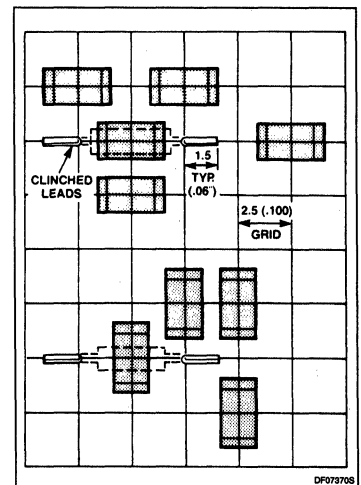 1.5
TYP.
(.06")
CLINCHED
LEADS
2.5 (.100)
GRID
DF07370S